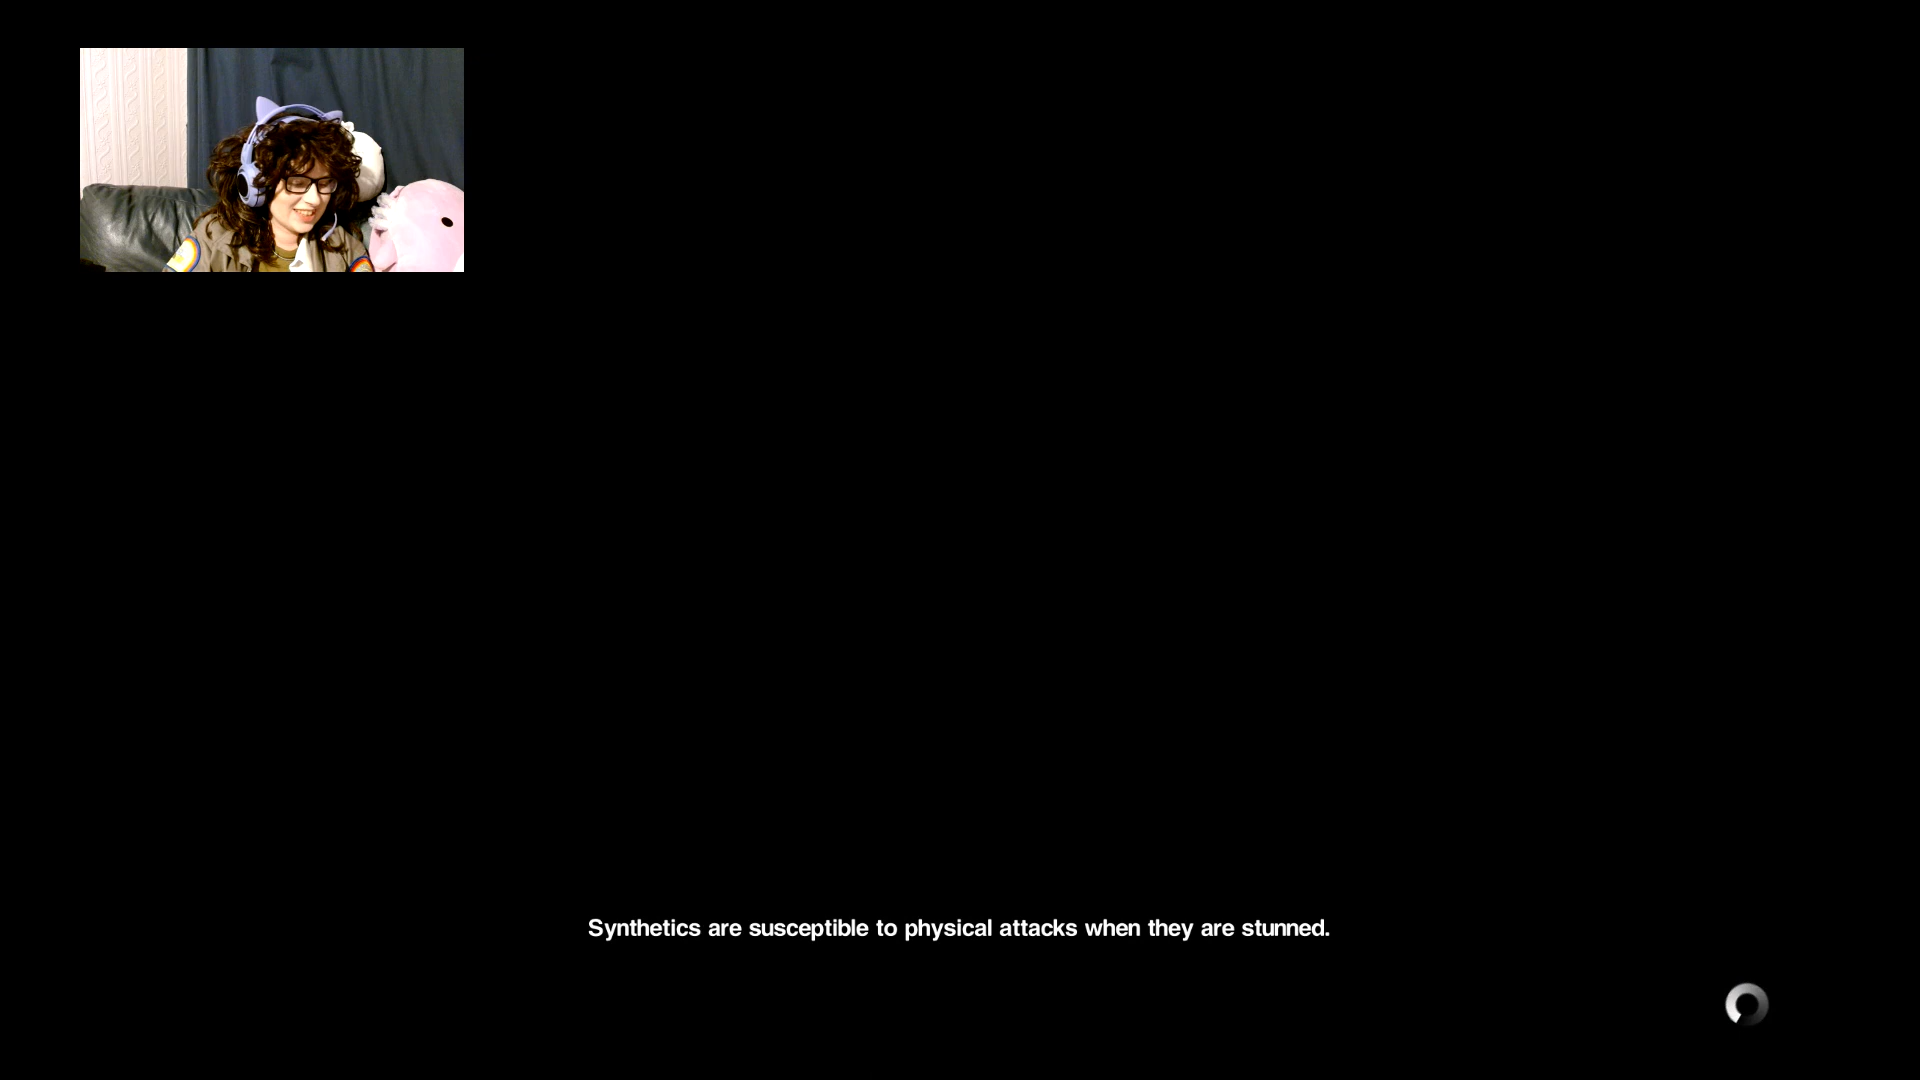 Synthetics are susceptible to physical attacks when they are stunned.